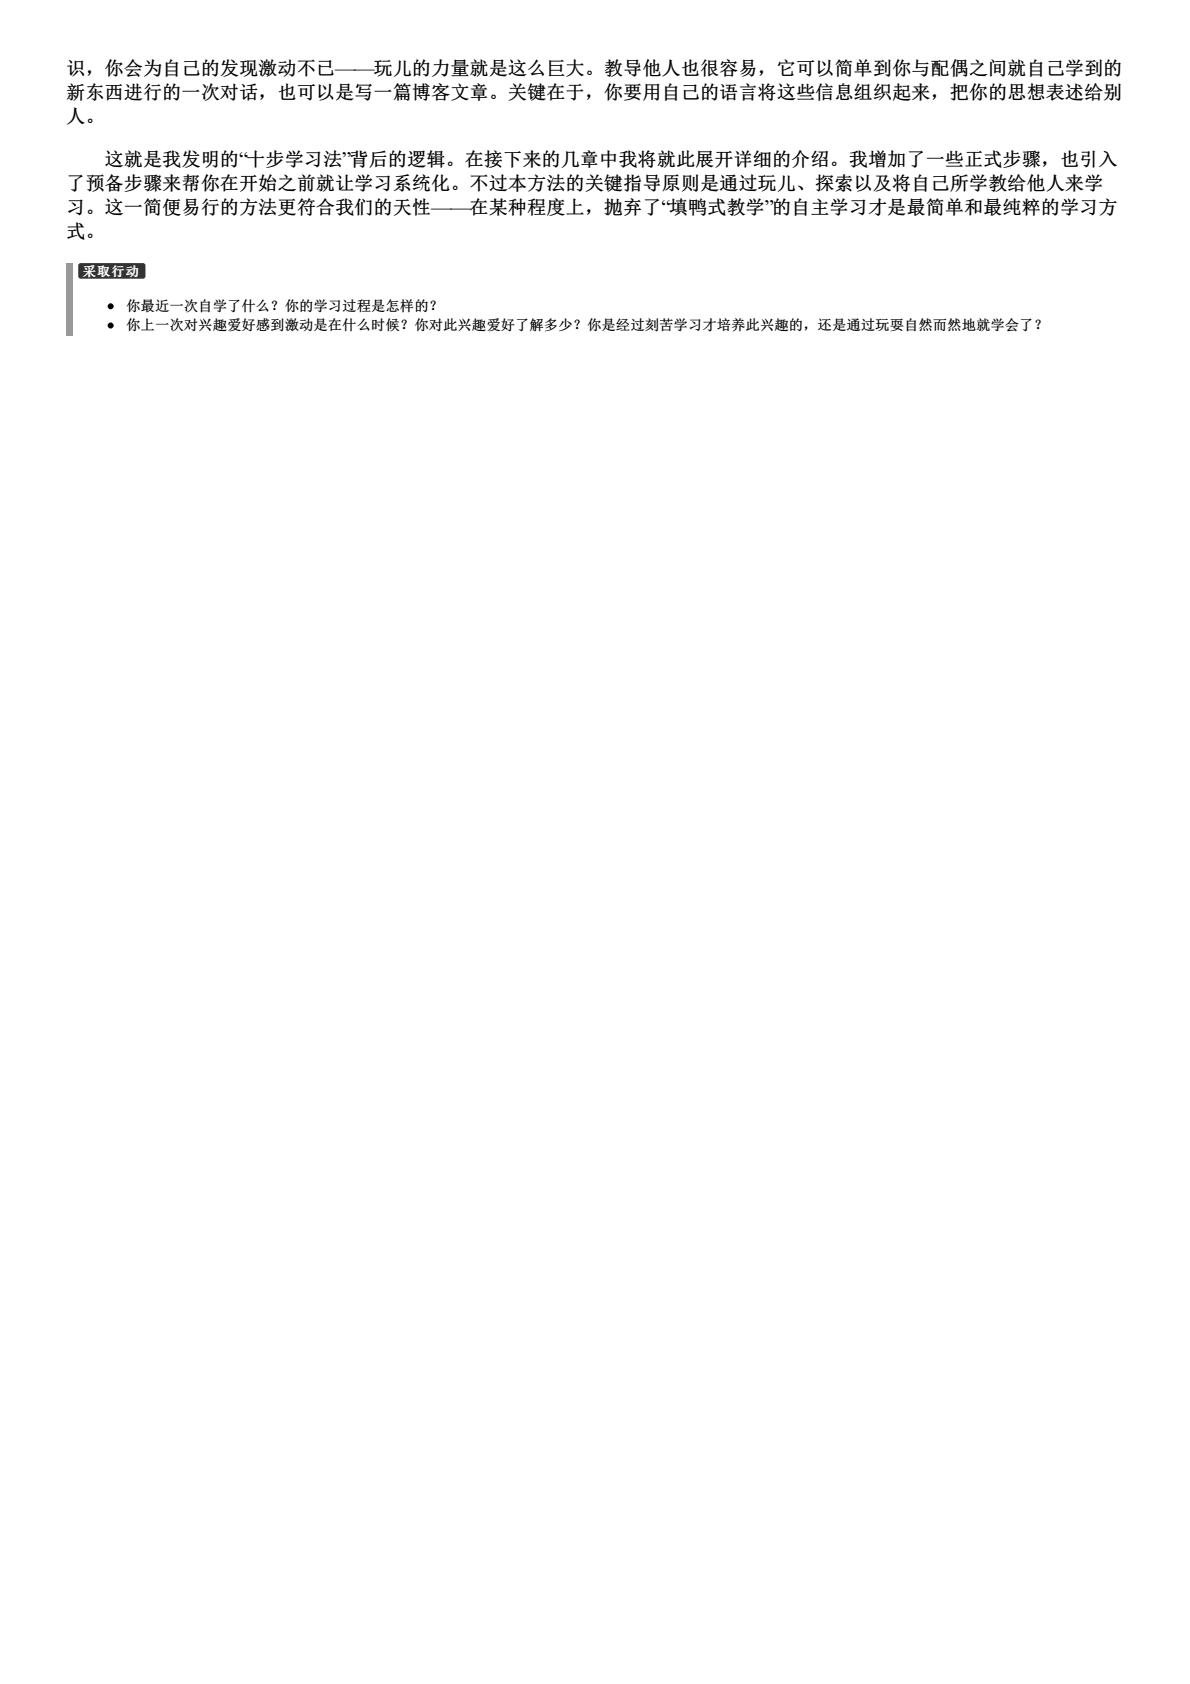 识，你会为自己的发现激动不已——玩儿的力量就是这么巨大。教导他人也很容易，它可以简单到你与配偶之间就自己学到的
新东西进行的一次对话，也可以是写一篇博客文章。关键在于，你要用自己的语言将这些信息组织起来，把你的思想表述给别
人。
这就是我发明的“十步学习法”背后的逻辑。在接下来的几章中我将就此展开详细的介绍。我增加了一些正式步骤，也引入
了预备步骤来帮你在开始之前就让学习系统化。不过本方法的关键指导原则是通过玩儿、探索以及将自己所学教给他人来学
习。这一简便易行的方法更符合我们的天性——在某种程度上，抛弃了“填鸭式教学”的自主学习才是最简单和最纯粹的学习方
式。
采取行动
● 你最近一次自学了什么？你的学习过程是怎样的？
● 你上一次对兴趣爱好感到激动是在什么时候？你对此兴趣爱好了解多少？你是经过刻苦学习才培养此兴趣的，还是通过玩耍自然而然地就学会了？